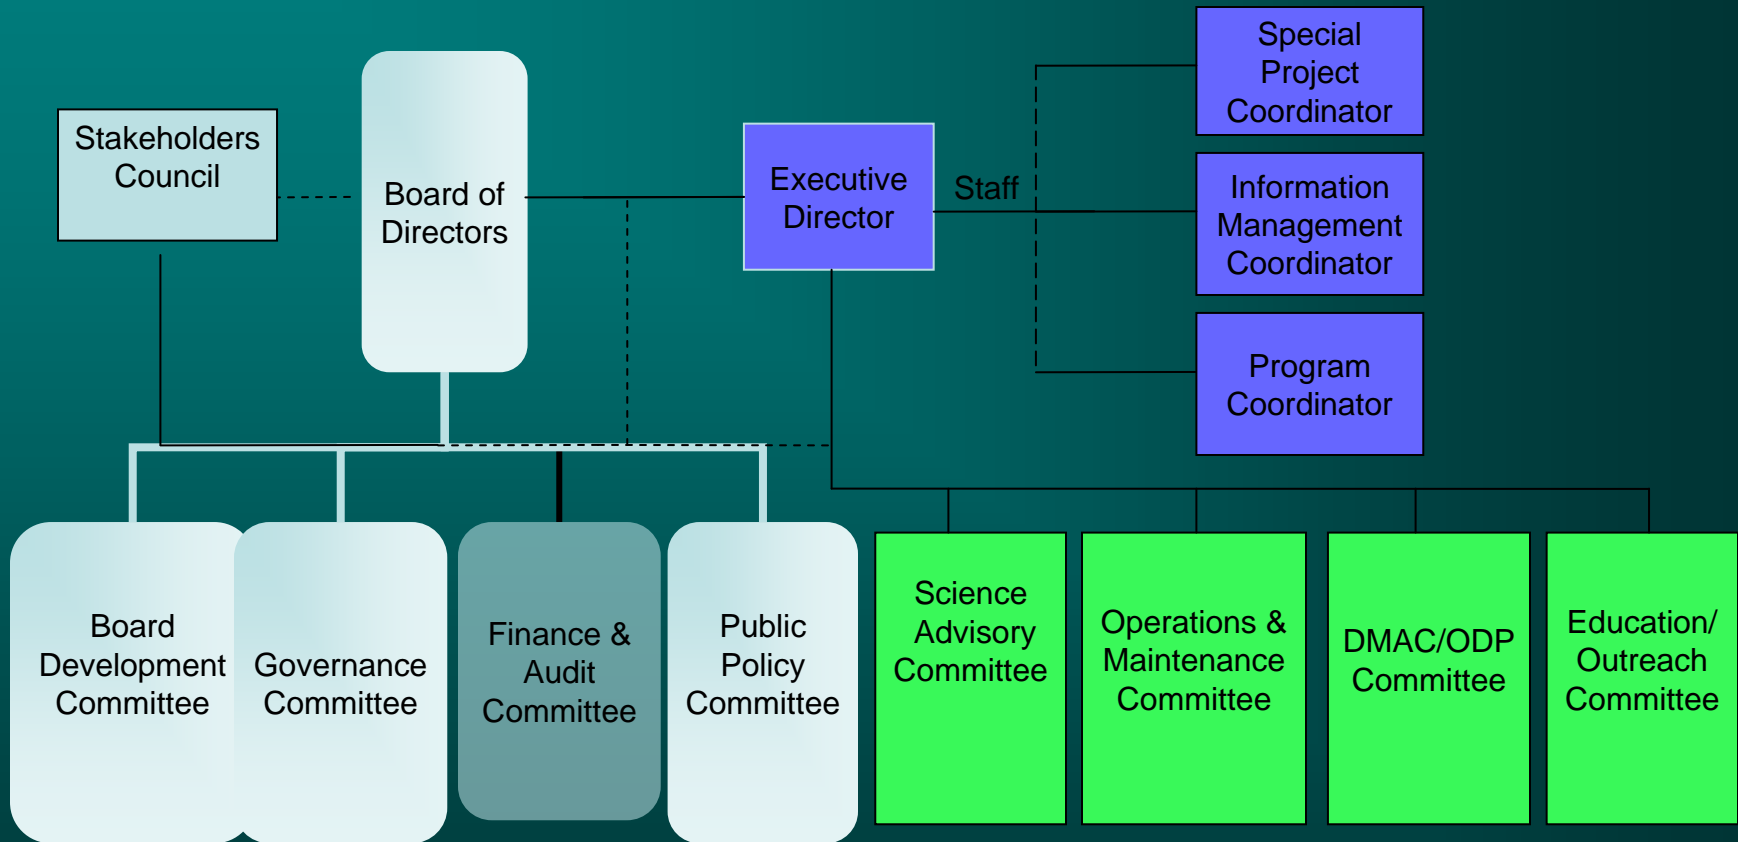 Stakeholders
Council
Board of
Directors
Executive
Director
Staff
Special
Project
Coordinator
Information
Management
Coordinator
Program
Coordinator
Board
Development
Committee
Governance
Committee
Finance &
Audit
Committee
Public
Policy
Committee
Science
Advisory
Committee
Operations &
Maintenance
Committee
DMAC/ODP
Committee
Education/
Outreach
Committee